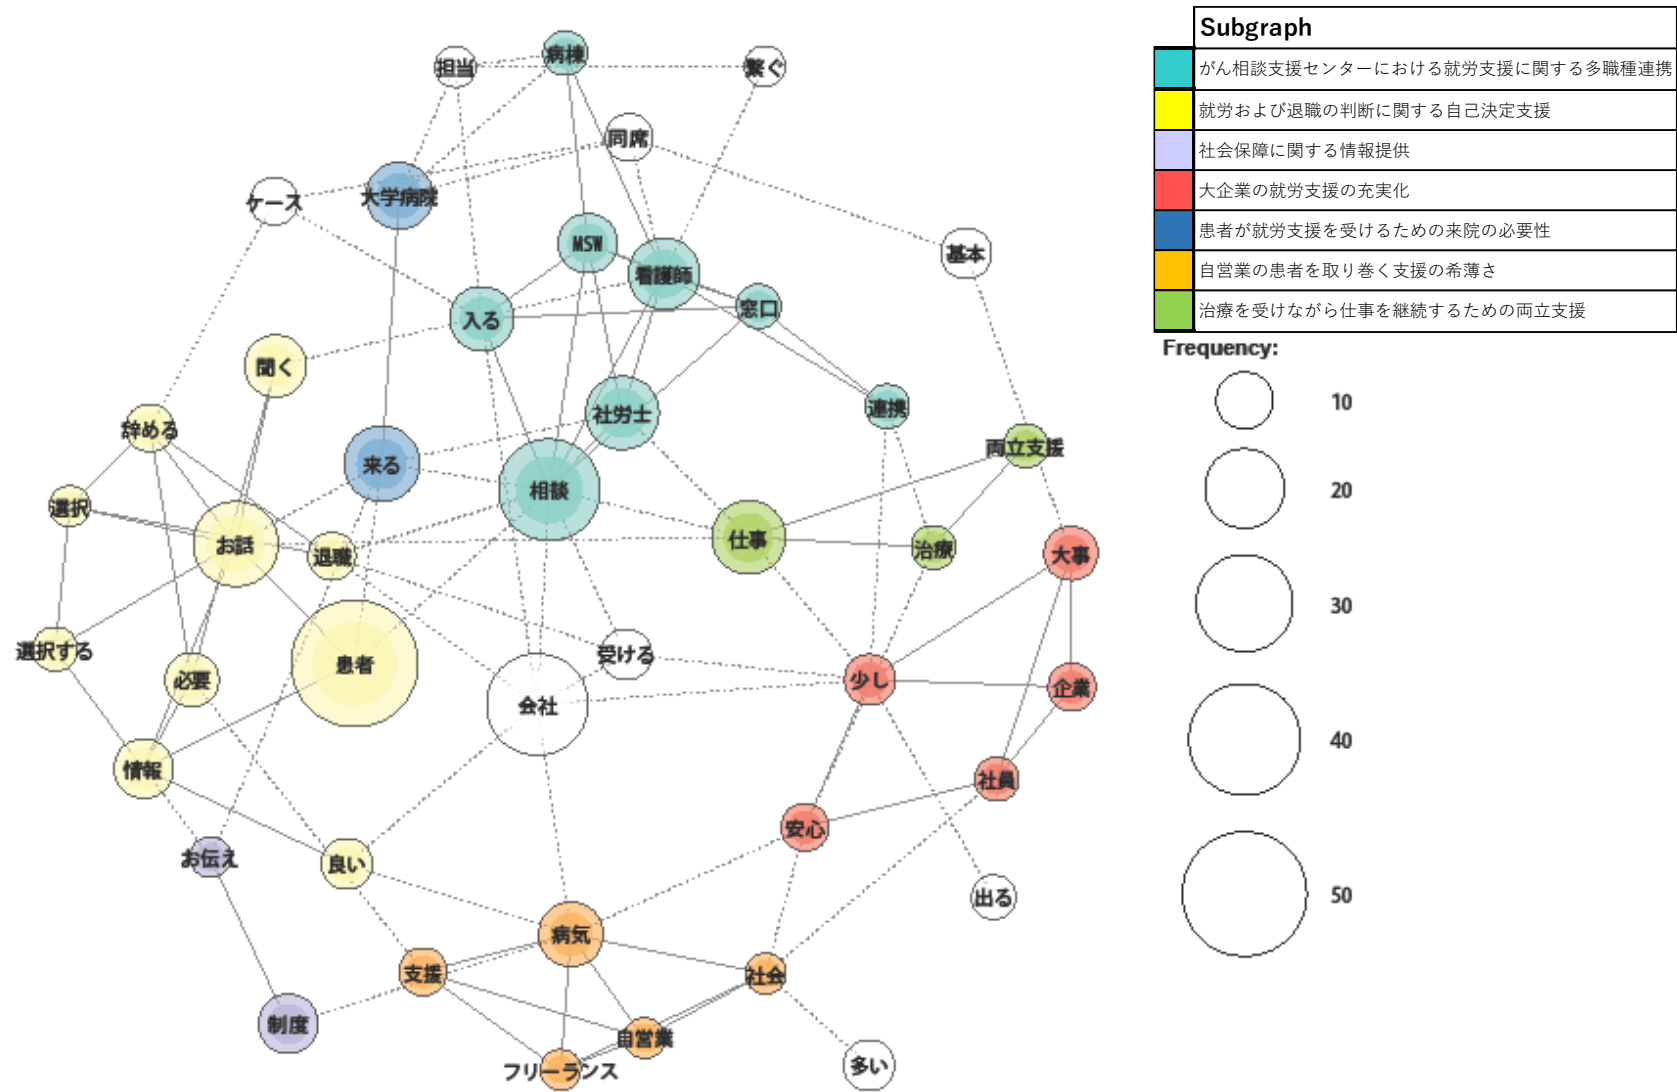 担当
病棟
繋ぐ
同席
ケース
大学病院
MSW
看護師
基本
入る
窓口
聞く
連携
辞める
社労士
両立支援
来る
相談
選択
お話
退職
仕事
治療
大事
選択する
必要
患者
受ける
会社
少し
企業
情報
社員
安心
お伝え
良い
出る
病気
支援
社会
制度
自営業
フリーランス
多い
Subgraph
がん相談支援センターにおける就労支援に関する多職種連携
就労および退職の判断に関する自己決定支援
社会保障に関する情報提供
大企業の就労支援の充実化
患者が就労支援を受けるための来院の必要性
自営業の患者を取り巻く支援の希薄さ
治療を受けながら仕事を継続するための両立支援
Frequency:
10
20
30
40
50